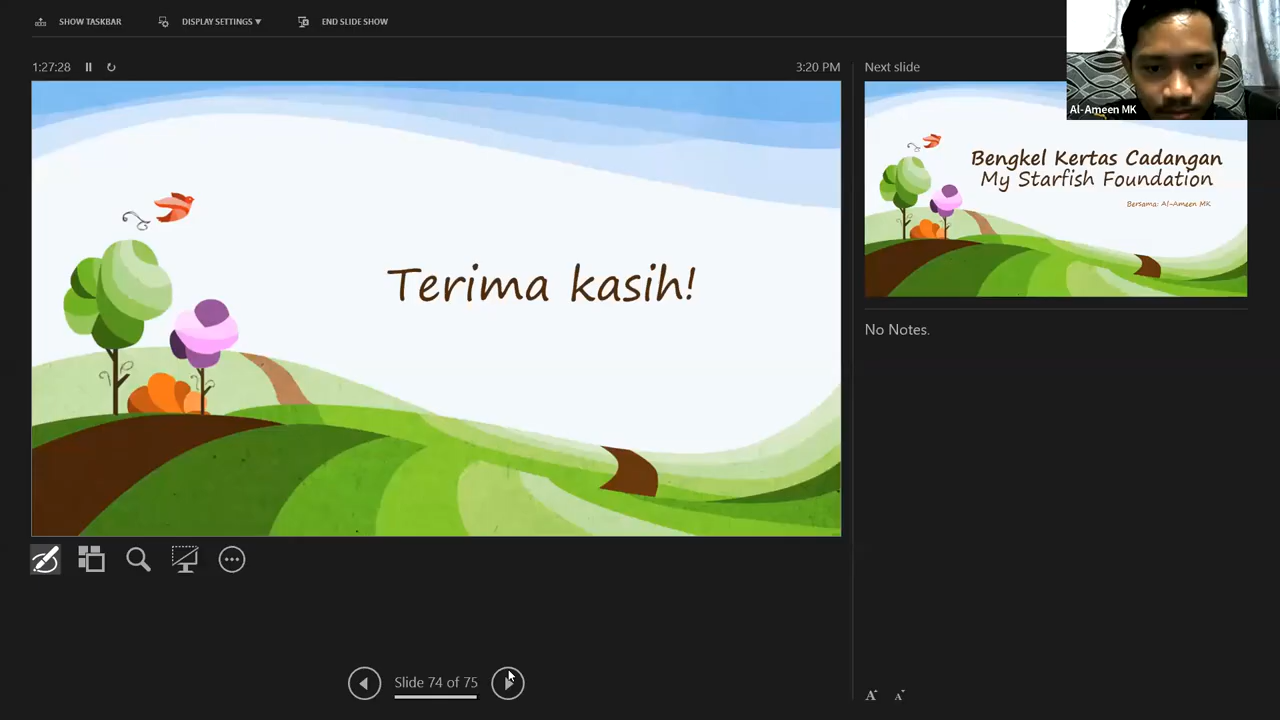 SHOW TASKBAR
DISPLAY SETTINGS ▼
END SLIDE SHOW
1:27:28
3:20 PM
Next slide
Al-Ameen MK
Terima kasih!
Bengkel Kertas Cadangan
My Starfish Foundation
Bersama: Al-Ameen MK
No Notes.
Slide 74 of 75
A A